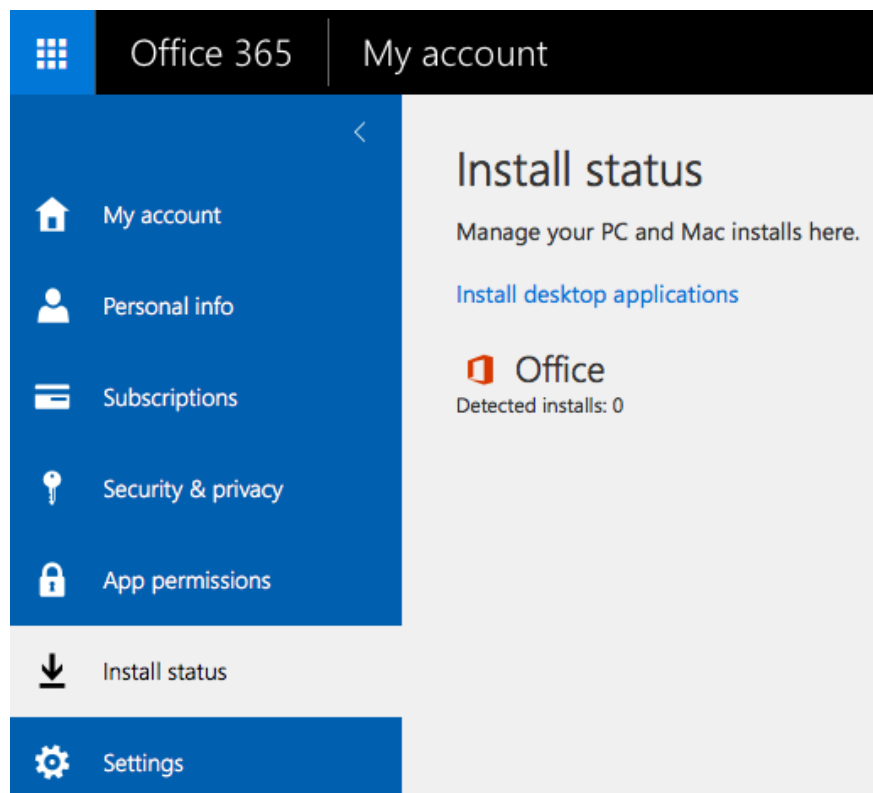 Office 365 My account
My account
Personal info
Subscriptions
Security & privacy
App permissions
Install status
Settings
Install status
Manage your PC and Mac installs here.
Install desktop applications
Office
Detected installs: 0